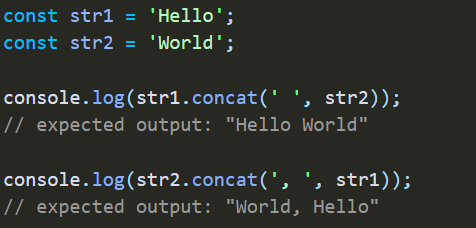 const str1 = 'Hello';
const str2 = 'World';
console.log(str1.concat(' ', str2));
// expected output: "Hello World"
console.log(str2.concat(', ', str1));
// expected output: "World, Hello"